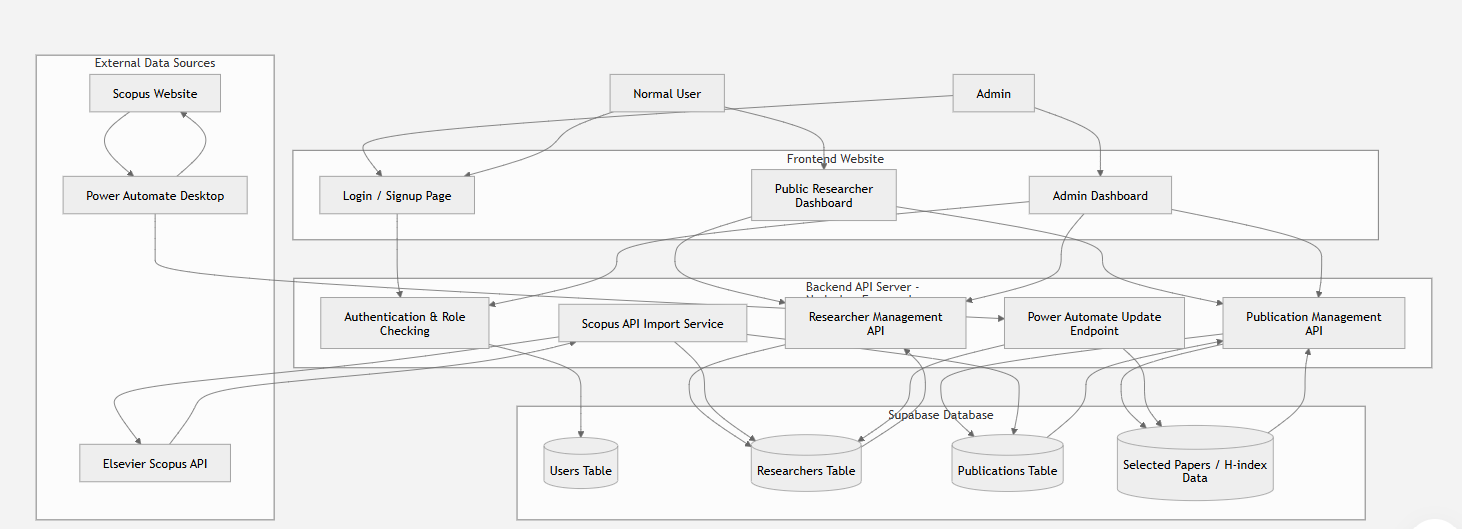 External Data Sources
Scopus Website
Normal User
Admin
Frontend Website
Power Automate Desktop
Login / Signup Page
Public Researcher
Dashboard
Admin Dashboard
Backend API Server -
Authentication & Role
Checking
Scopus API Import Service
Researcher Management
API
Power Automate Update
Endpoint
Publication Management
API
Supabase Database
Elsevier Scopus API
Users Table
Researchers Table
Publications Table
Selected Papers / H-index
Data